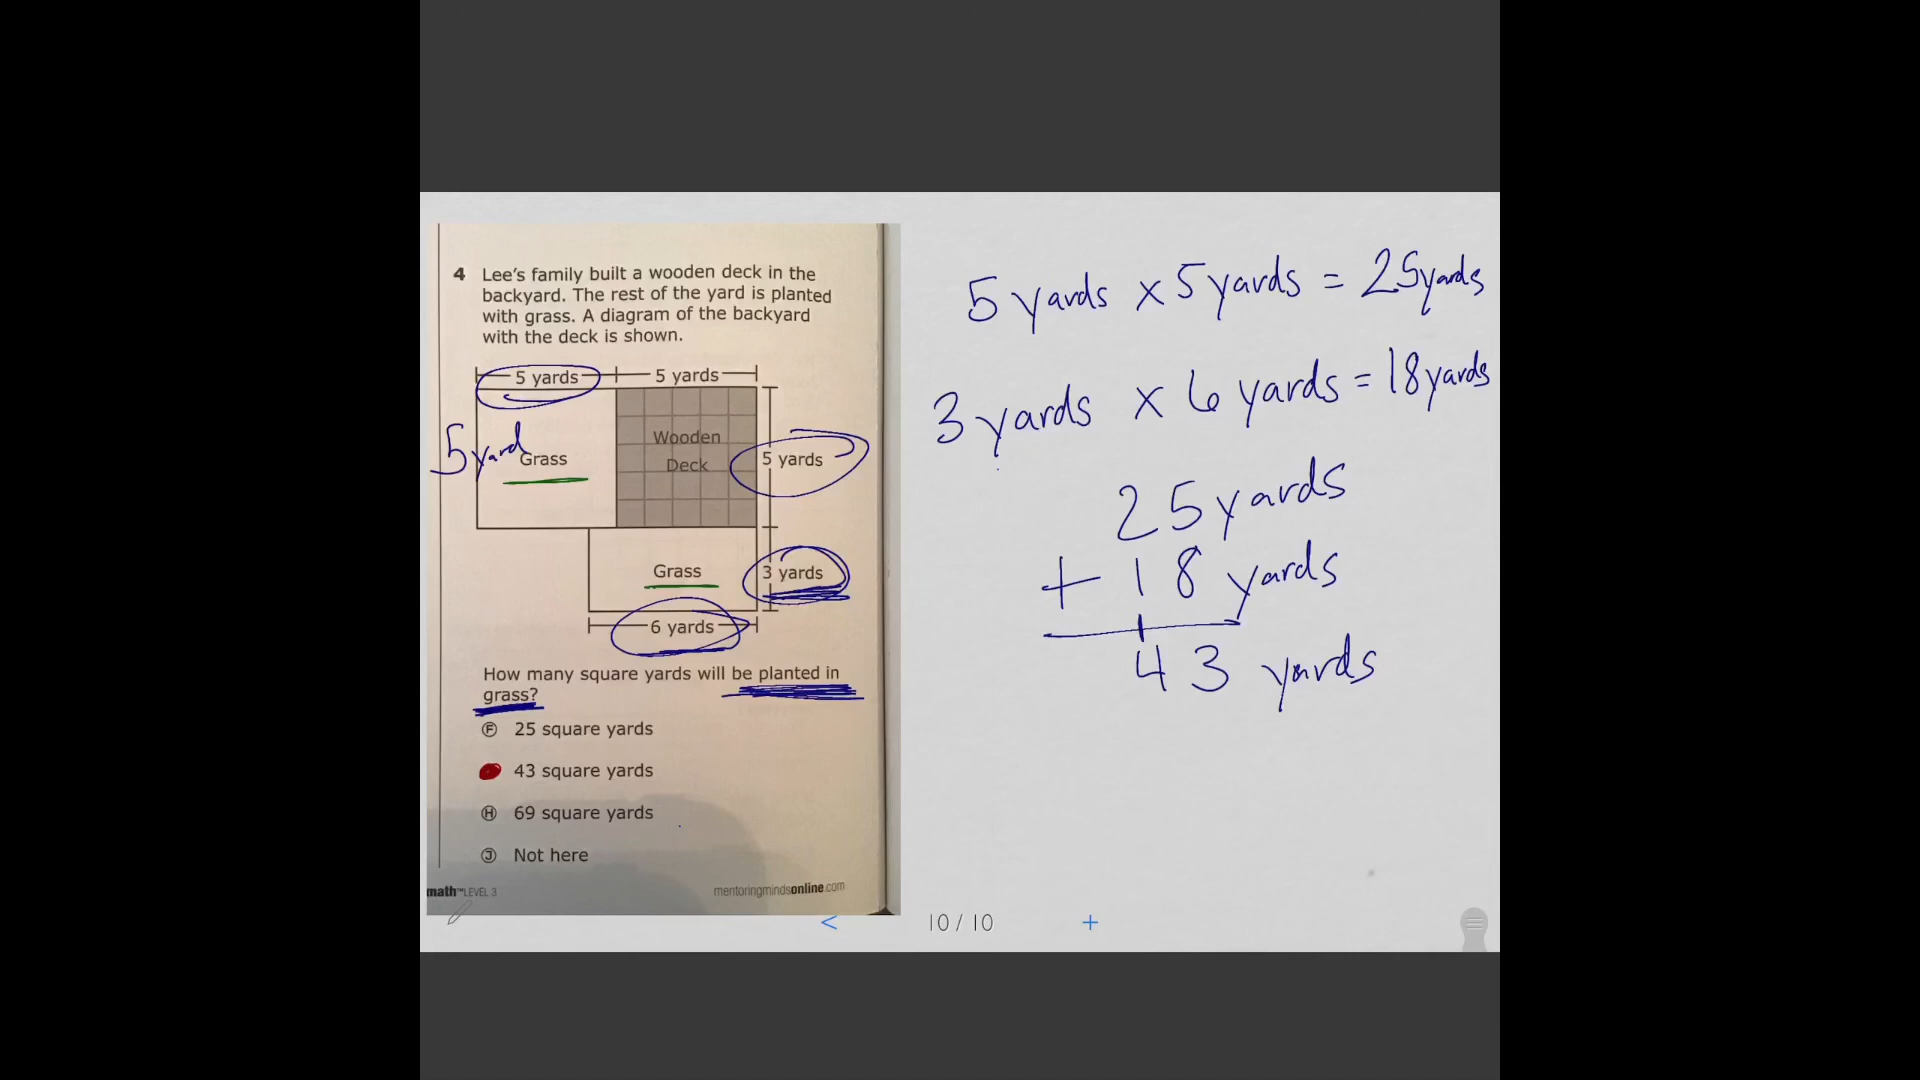 4 Lee's family built a wooden deck in the
backyard. The rest of the yard is planted
with grass. A diagram of the backyard
with the deck is shown.
5 yards 5 yards
Wooden
Deck
5 yard
Grass
5 yards
Grass
3 yards
6 yards
How many square yards will be planted in
grass?
F 25 square yards
43 square yards
H 69 square yards
J Not here
math™ LEVEL 3
mentoringmindsonline.com
5 yards x 5 yards = 25 yards
3 yards x 6 yards = 18 yards
25 yards
+ 18 yards
43 yards
< 10 / 10 +